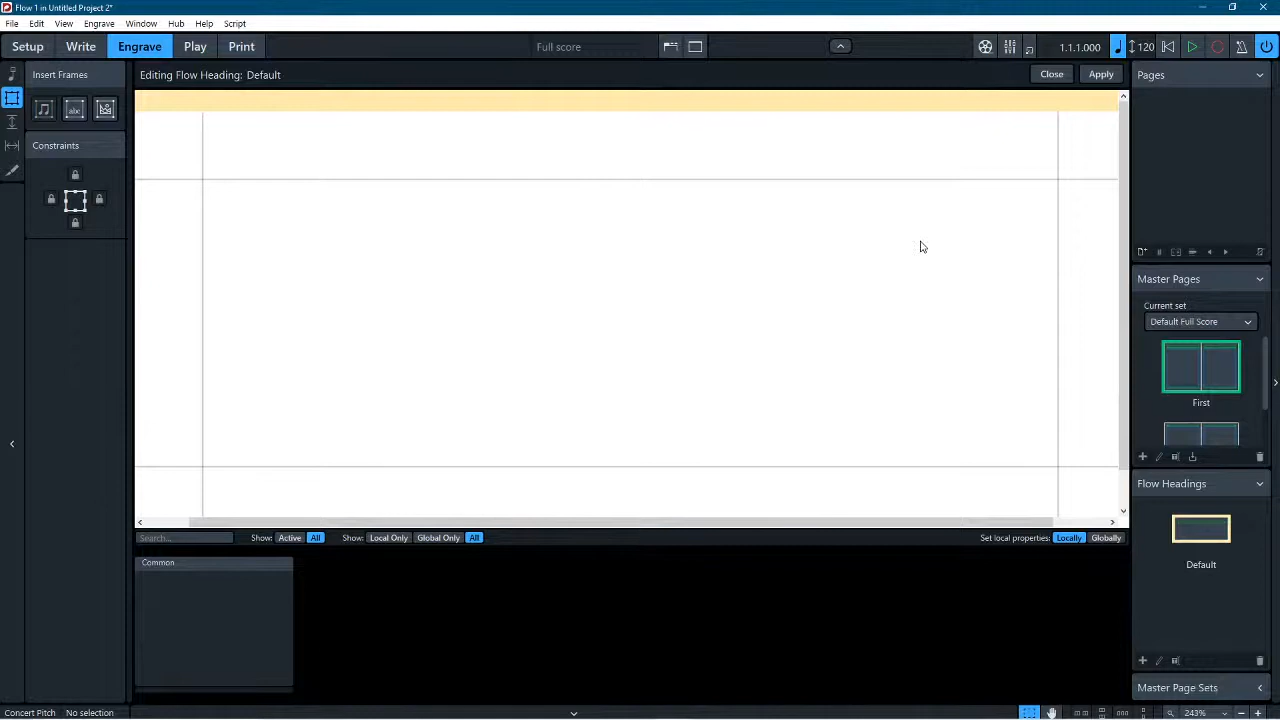 Flow 1 in Untitled Project 2*
File Edit View Engrave Window Hub Help Script
Setup Write Engrave Play Print Full score 1.1.1.000 120
Insert Frames
abc
Constraints
Editing Flow Heading: Default Close Apply
Pages
Master Pages
Current set
Default Full Score
First
Flow Headings
Default
Master Page Sets
Search... Show: Active All Show: Local Only Global Only All Set local properties: Locally Globally
Common
Concert Pitch No selection 243%